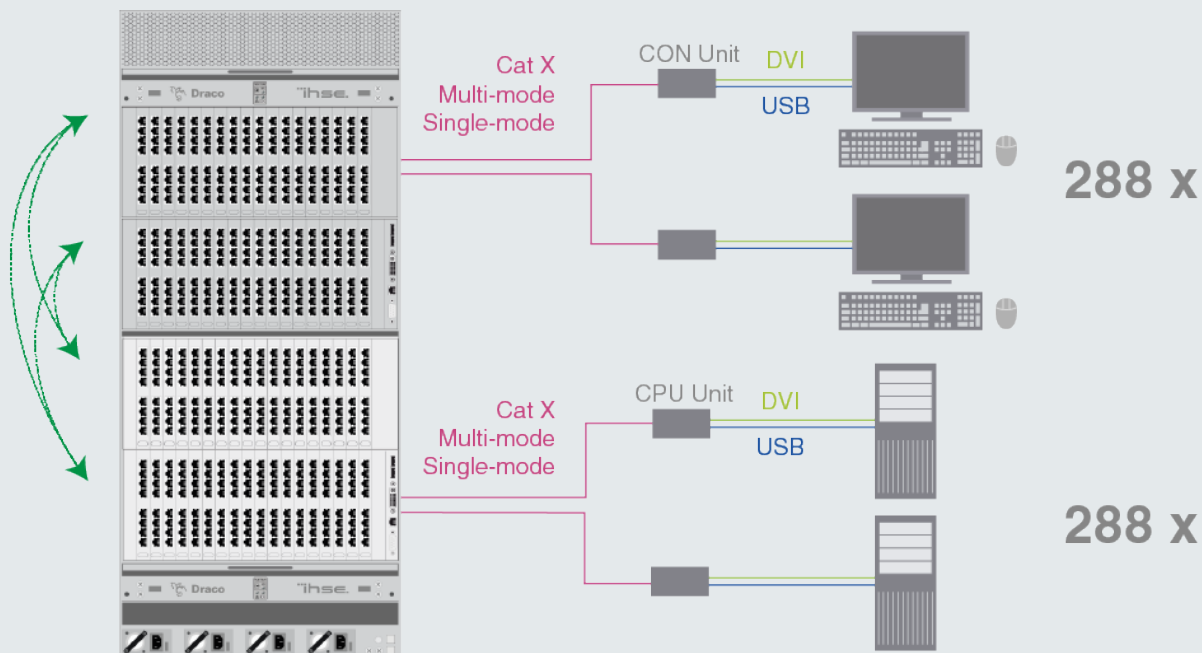 Draco
ihse.
Cat X
Multi-mode
Single-mode
CON Unit
DVI
USB
288 x
Cat X
Multi-mode
Single-mode
CPU Unit
DVI
USB
288 x
Draco
ihse.